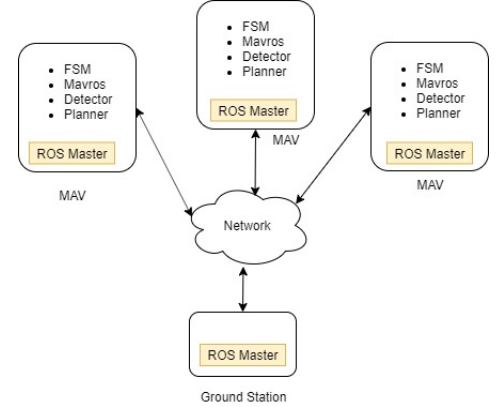 FSM
Mavros
Detector
Planner
ROS Master
MAV
FSM
Mavros
Detector
Planner
ROS Master
MAV
FSM
Mavros
Detector
Planner
ROS Master
MAV
Network
ROS Master
Ground Station